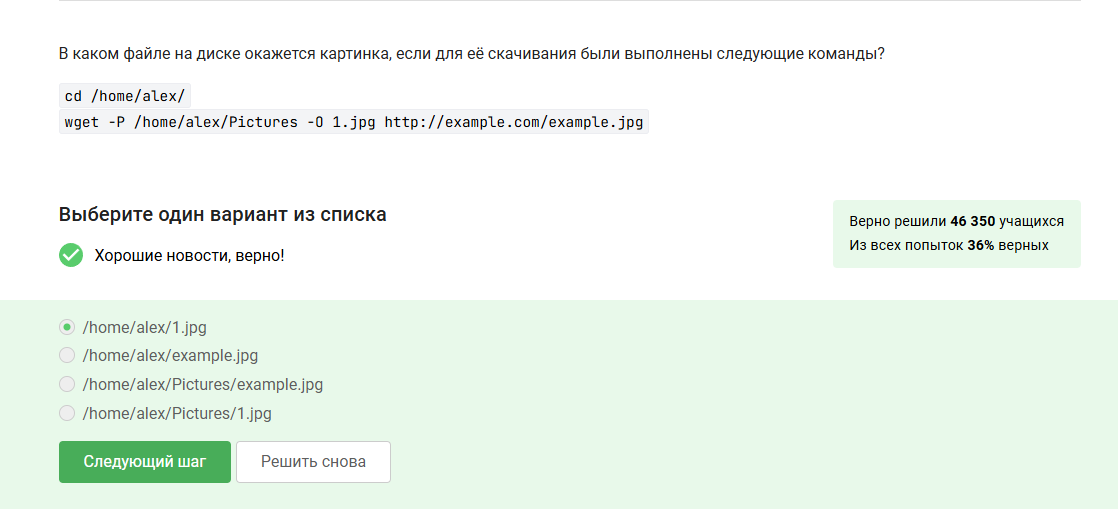 В каком файле на диске окажется картинка, если для её скачивания были выполнены следующие команды?
cd /home/alex/
wget -P /home/alex/Pictures -O 1.jpg http://example.com/example.jpg
Выберите один вариант из списка
Хорошие новости, верно!
Верно решили 46 350 учащихся
Из всех попыток 36% верных
/home/alex/1.jpg
/home/alex/example.jpg
/home/alex/Pictures/example.jpg
/home/alex/Pictures/1.jpg
Следующий шаг
Решить снова